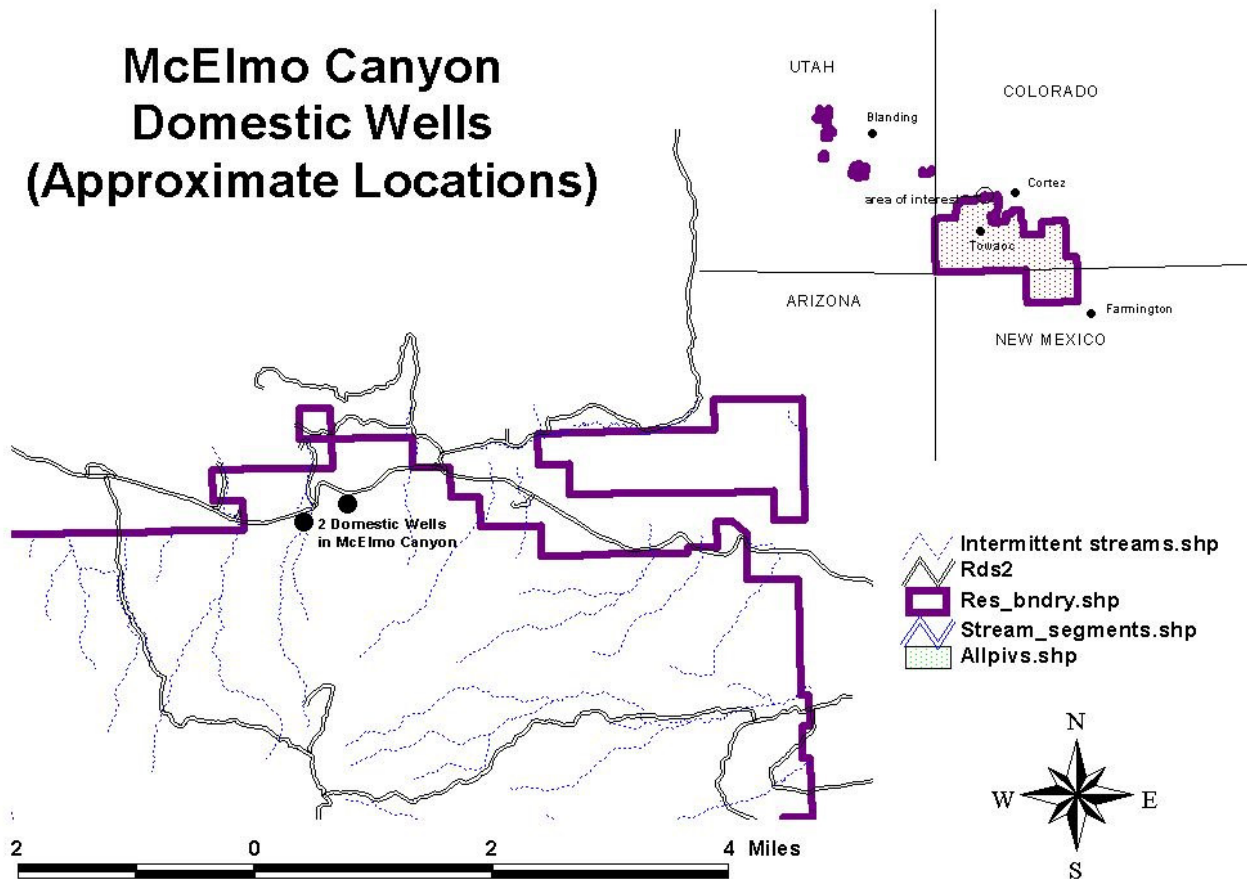 McElmo Canyon
Domestic Wells
(Approximate Locations)
UTAH
COLORADO
Blanding
Cortez
area of interest
Towaoc
ARIZONA
Farmington
NEW MEXICO
2 Domestic Wells
in McElmo Canyon
Intermittent streams.shp
Rds2
Res_bndry.shp
Stream_segments.shp
Allpivs.shp
N
W E
S
2 0 2 4 Miles